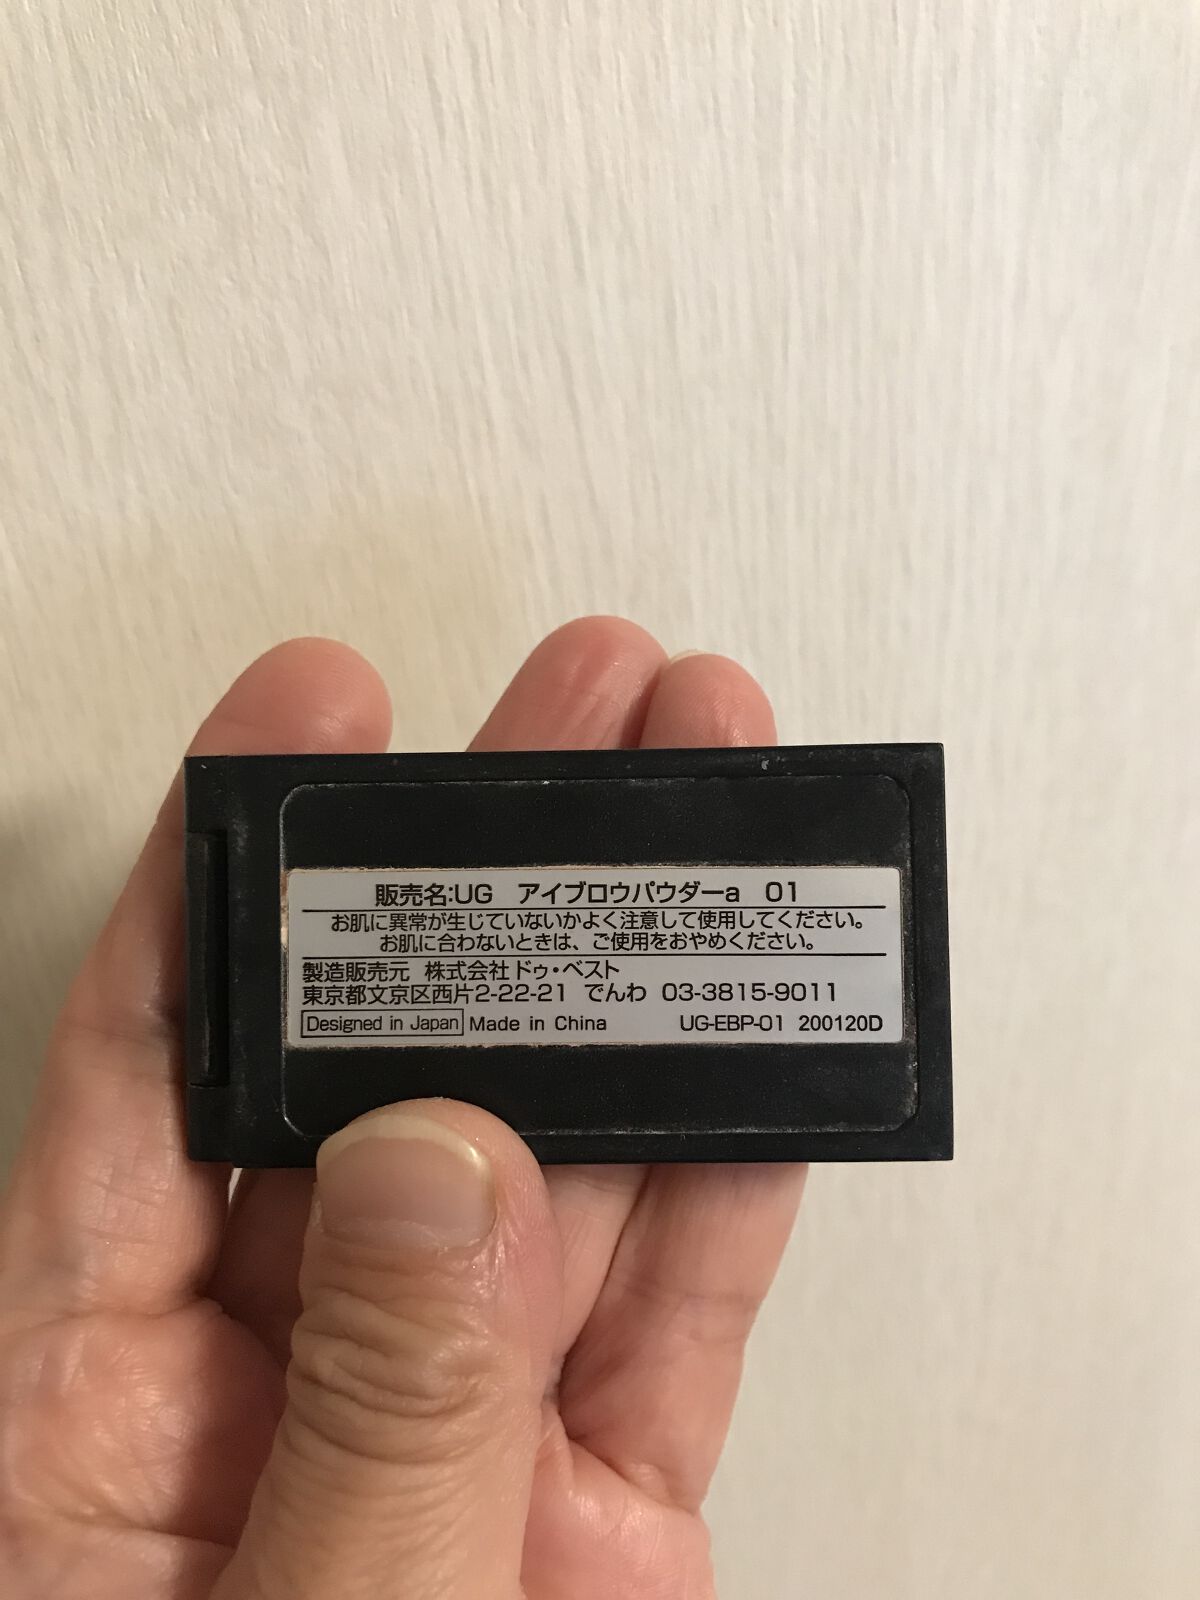 販売名:UG アイブロウパウダーa 01
お肌に異常が生じていないかよく注意して使用してください。
お肌に合わないときは、ご使用をおやめください。
製造販売元 株式会社ドゥ・ベスト
東京都文京区西片2-22-21 でんわ 03-3815-9011
Designed in Japan Made in China UG-EBP-01 200120D